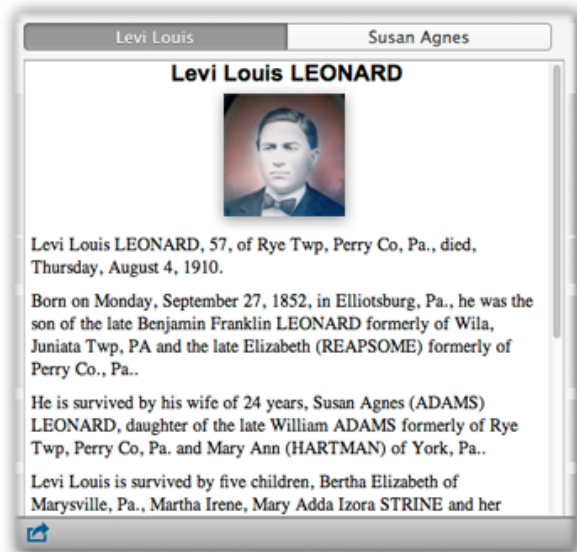 Levi Louis
Susan Agnes
Levi Louis LEONARD
Levi Louis LEONARD, 57, of Rye Twp, Perry Co, Pa., died,
Thursday, August 4, 1910.
Born on Monday, September 27, 1852, in Elliotsburg, Pa., he was the
son of the late Benjamin Franklin LEONARD formerly of Wila,
Juniata Twp, PA and the late Elizabeth (REAPSOME) formerly of
Perry Co., Pa..
He is survived by his wife of 24 years, Susan Agnes (ADAMS)
LEONARD, daughter of the late William ADAMS formerly of Rye
Twp, Perry Co, Pa. and Mary Ann (HARTMAN) of York, Pa..
Levi Louis is survived by five children, Bertha Elizabeth of
Marysville, Pa., Martha Irene, Mary Adda Izora STRINE and her